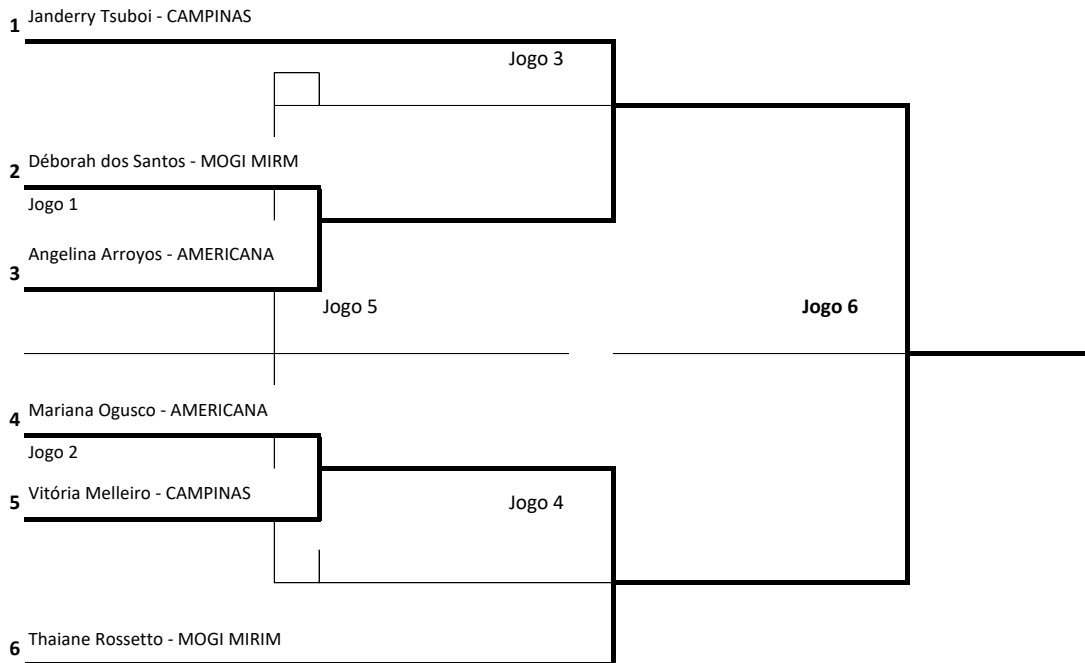 1 Janderry Tsuboi - CAMPINAS
Jogo 3
2 Déborah dos Santos - MOGI MIRM
Jogo 1
3 Angelina Arroyos - AMERICANA
Jogo 5
Jogo 6
4 Mariana Ogusco - AMERICANA
Jogo 2
5 Vitória Melleiro - CAMPINAS
Jogo 4
6 Thaiane Rossetto - MOGI MIRIM